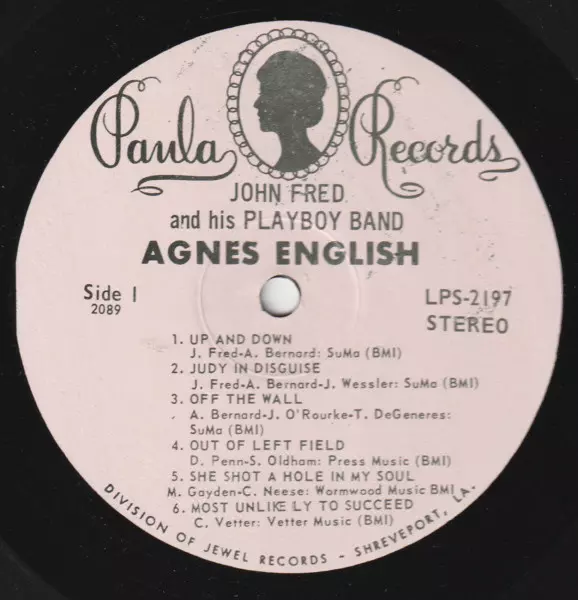 Paula Records
JOHN FRED
and his PLAYBOY BAND
AGNES ENGLISH
Side 1
2089
LPS-2197
STEREO
1. UP AND DOWN
J. Fred-A. Bernard: SuMa (BMI)
2. JUDY IN DISGUISE
J. Fred-A. Bernard-J. Wessler: SuMa (BMI)
3. OFF THE WALL
A. Bernard-J. O'Rourke-T. DeGeneres:
SuMa (BMI)
4. OUT OF LEFT FIELD
D. Penn-S. Oldham: Press Music (BMI)
5. SHE SHOT A HOLE IN MY SOUL
M. Gayden-C. Neese: Wormwood Music BMI
6. MOST UNLIKE LY TO SUCCEED
C. Vetter: Vetter Music (BMI)
DIVISION OF JEWEL RECORDS - SHREVEPORT, LA.